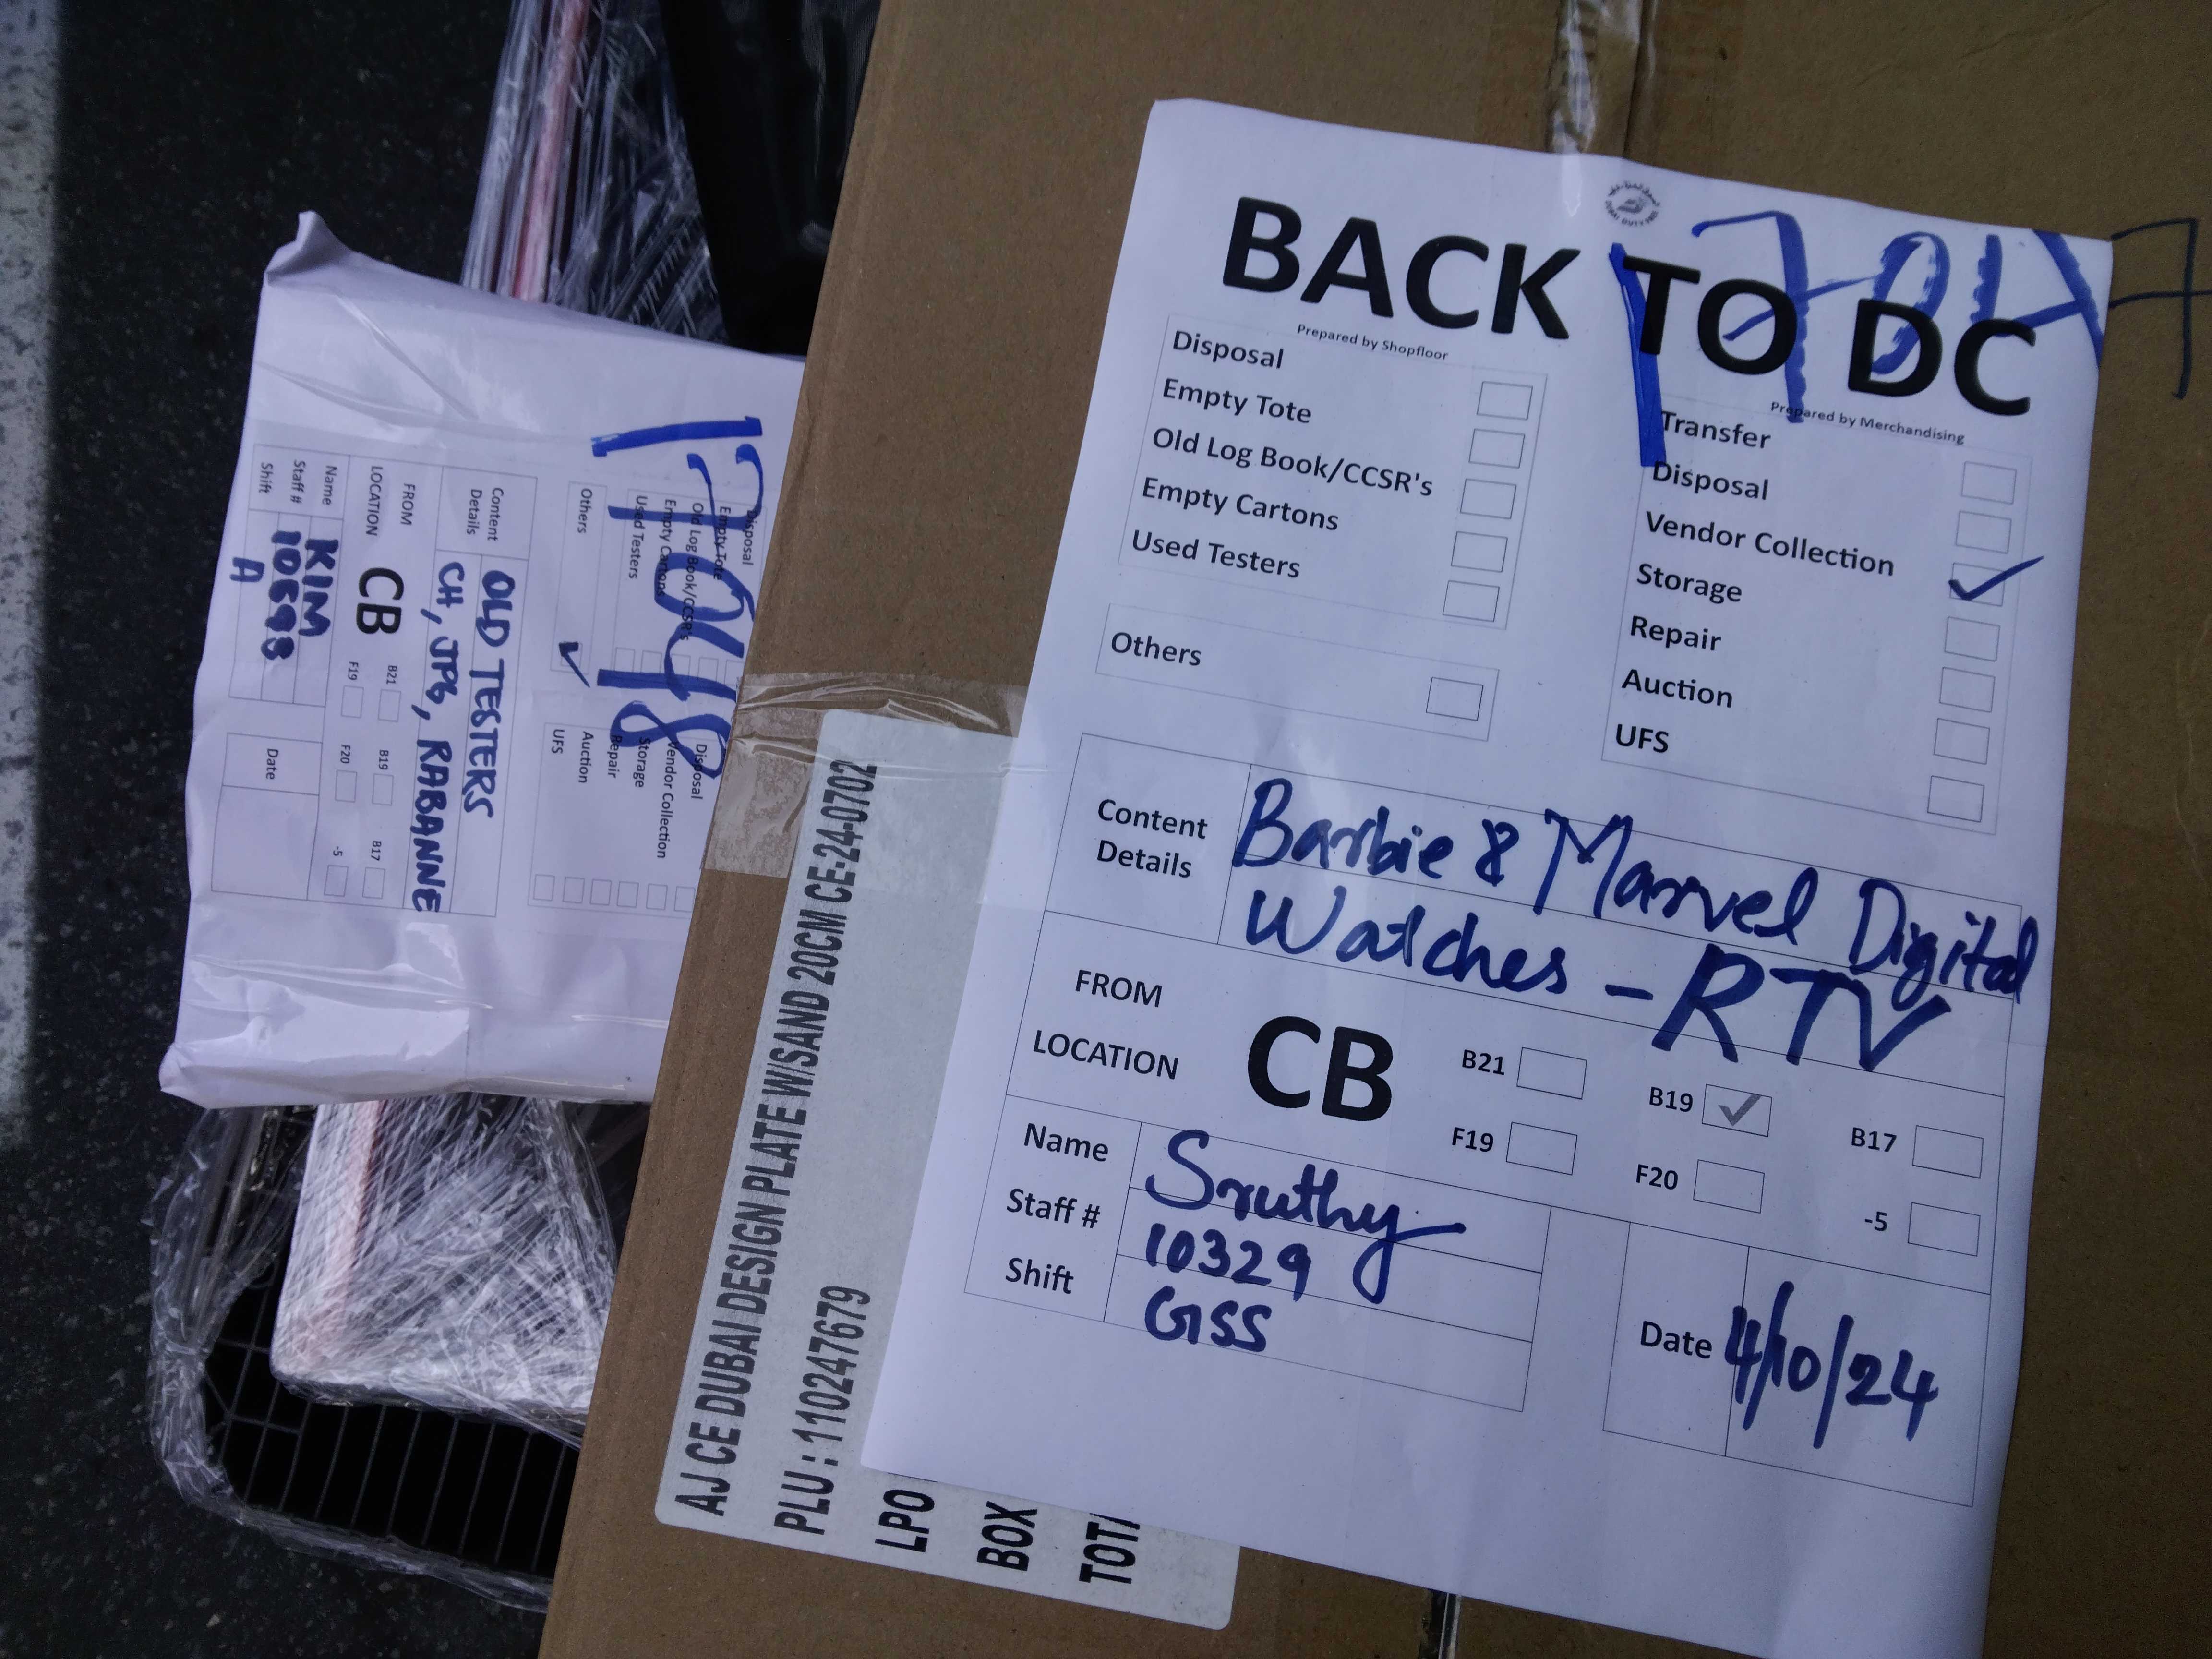 BACK TO DC
Prepared by Shopfloor
Disposal
Empty Tote
Old Log Book/CCSR's
Empty Cartons
Used Testers
Others
Prepared by Merchandising
Transfer
Disposal
Vendor Collection
Storage
Repair
Auction
UFS
Content Details
Barbie & Marvel Digital
Watches - RTV
FROM LOCATION
CB
B21
B19
B17
F19
F20
-5
Name Sruthy
Staff # 10329
Shift GSS
Date 4/10/24
AJ CE DUBAI DESIGN PLATE W/SAND 20CM CE-24-0702
PLU : 110247679
LPO
BOX
Disposal
Empty Tote
Old Log Book/CCSR's
Empty Cartons
Used Testers
Others
Disposal
Vendor Collection
Storage
Repair
Auction
UFS
Content Details
OLD TESTERS
CH, JPG, RABANNE
FROM LOCATION
CB
B21
B19
B17
F19
F20
-5
Name KIM
Staff # 10598
Shift A
Date